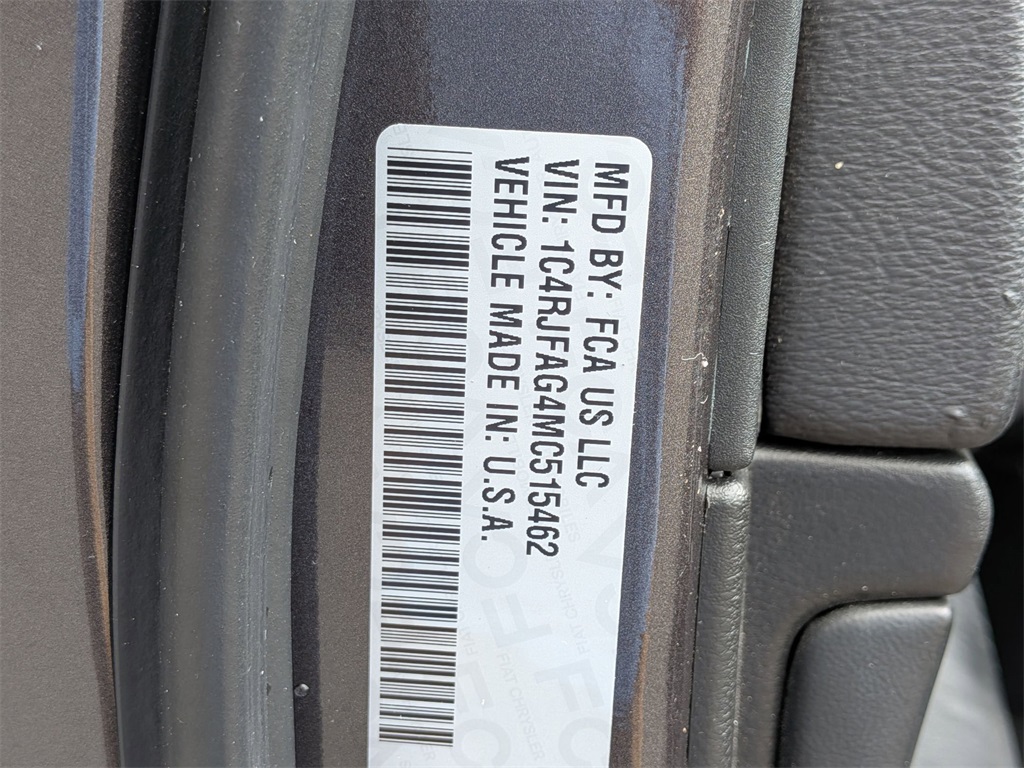 MFD BY: FCA US LLC
VIN: 1C4RJFAG4MC515462
VEHICLE MADE IN: U.S.A.